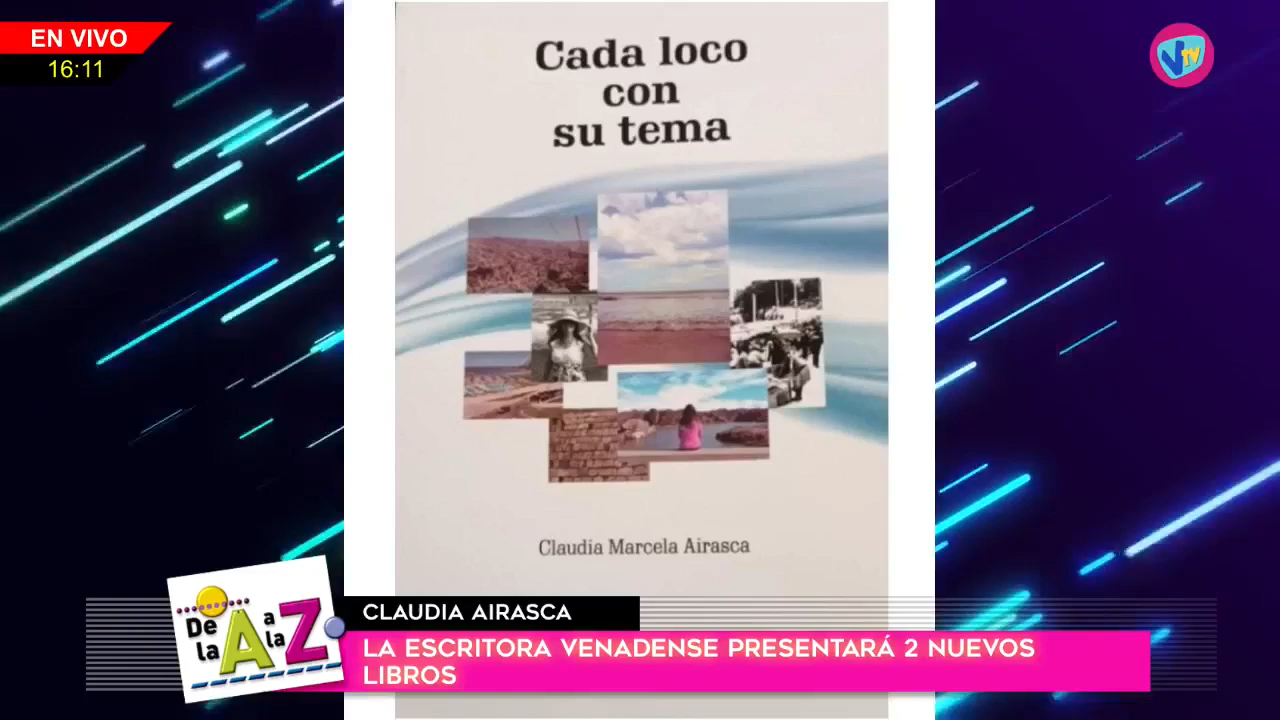 EN VIVO
16:11
VTV
Cada loco
con
su tema
Claudia Marcela Airasca
De
la A a
la Z
CLAUDIA AIRASCA
LA ESCRITORA VENADENSE PRESENTARÁ 2 NUEVOS
LIBROS